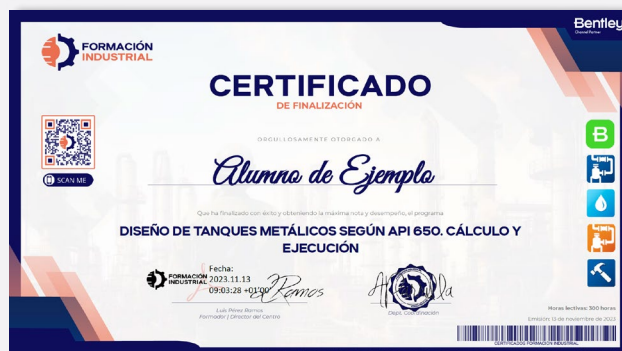 Bentley
Channel Partner
FORMACIÓN
INDUSTRIAL
CERTIFICADO
DE FINALIZACIÓN
ORGULLOSAMENTE OTORGADO A
SCAN ME
Alumno de Ejemplo
Que ha finalizado con éxito y obteniendo la máxima nota y desempeño, el programa
DISEÑO DE TANQUES METÁLICOS SEGÚN API 650. CÁLCULO Y
EJECUCIÓN
FORMACIÓN
INDUSTRIAL
Fecha:
2023.11.13
09:03:28 +01'00'
Luis Pérez Ramos
Formador | Director del Centro
Dept. Coordinación
Horas lectivas: 300 horas
Emisión: 13 de noviembre de 2023
CERTIFICADOS FORMACIÓN INDUSTRIAL